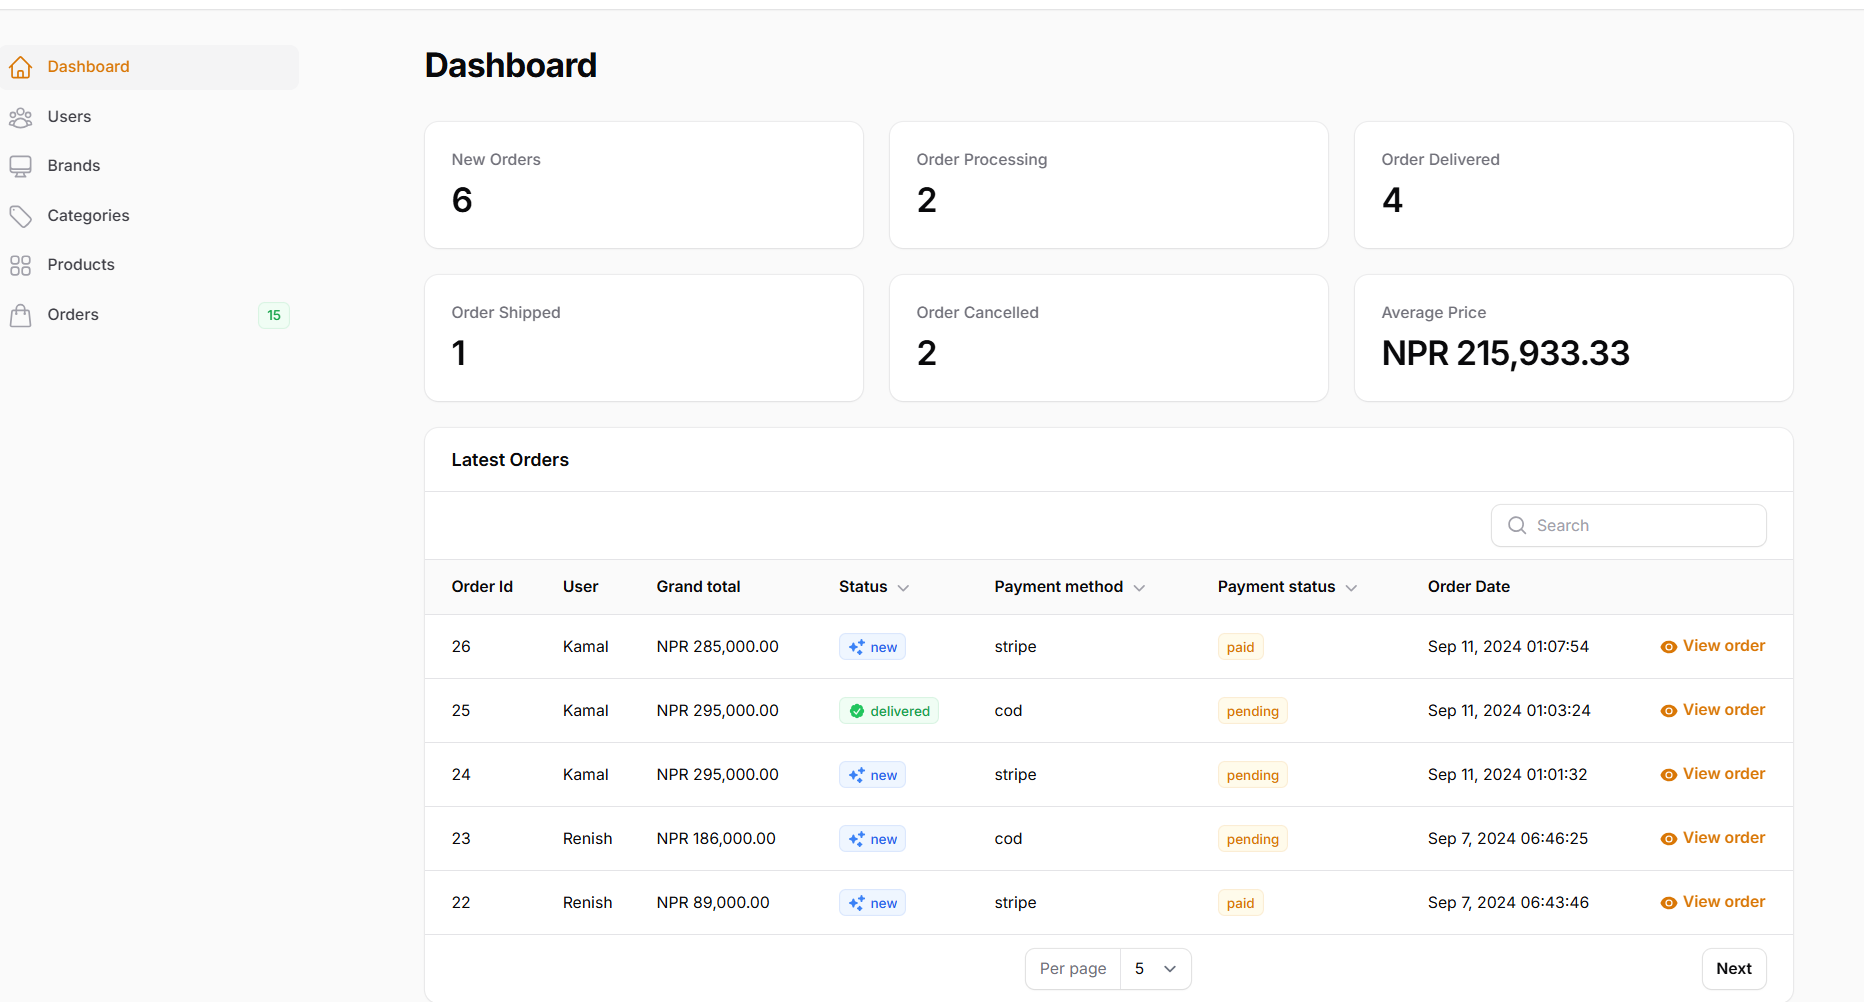 Dashboard
Users
Brands
Categories
Products
Orders 15
Dashboard
New Orders
6
Order Processing
2
Order Delivered
4
Order Shipped
1
Order Cancelled
2
Average Price
NPR 215,933.33
Latest Orders
Search
Order Id User Grand total Status Payment method Payment status Order Date
26 Kamal NPR 285,000.00 new stripe paid Sep 11, 2024 01:07:54 View order
25 Kamal NPR 295,000.00 delivered cod pending Sep 11, 2024 01:03:24 View order
24 Kamal NPR 295,000.00 new stripe pending Sep 11, 2024 01:01:32 View order
23 Renish NPR 186,000.00 new cod pending Sep 7, 2024 06:46:25 View order
22 Renish NPR 89,000.00 new stripe paid Sep 7, 2024 06:43:46 View order
Per page 5 Next